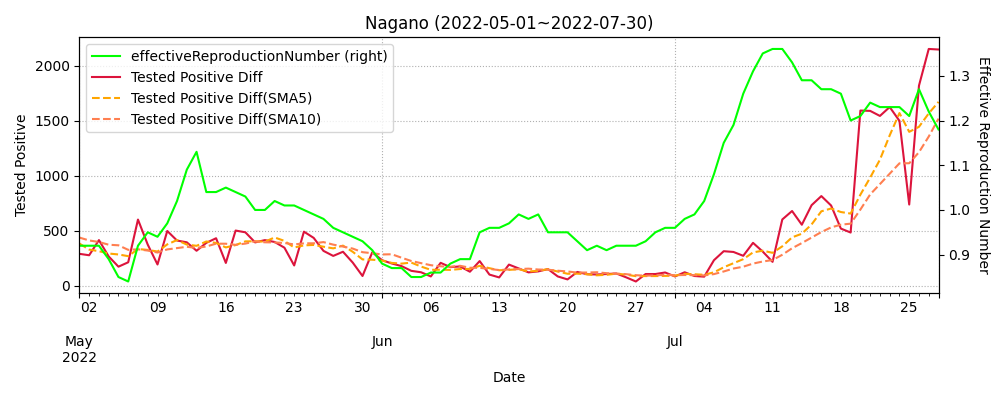 Nagano (2022-05-01~2022-07-30)
effectiveReproductionNumber (right)
Tested Positive Diff
Tested Positive Diff(SMA5)
Tested Positive Diff(SMA10)
Tested Positive
2000
1500
1000
500
0
1.3
1.2
1.1
1.0
0.9
Effective Reproduction Number
02 09 16 23 30 06 13 20 27 04 11 18 25
May Jun Jul
2022
Date